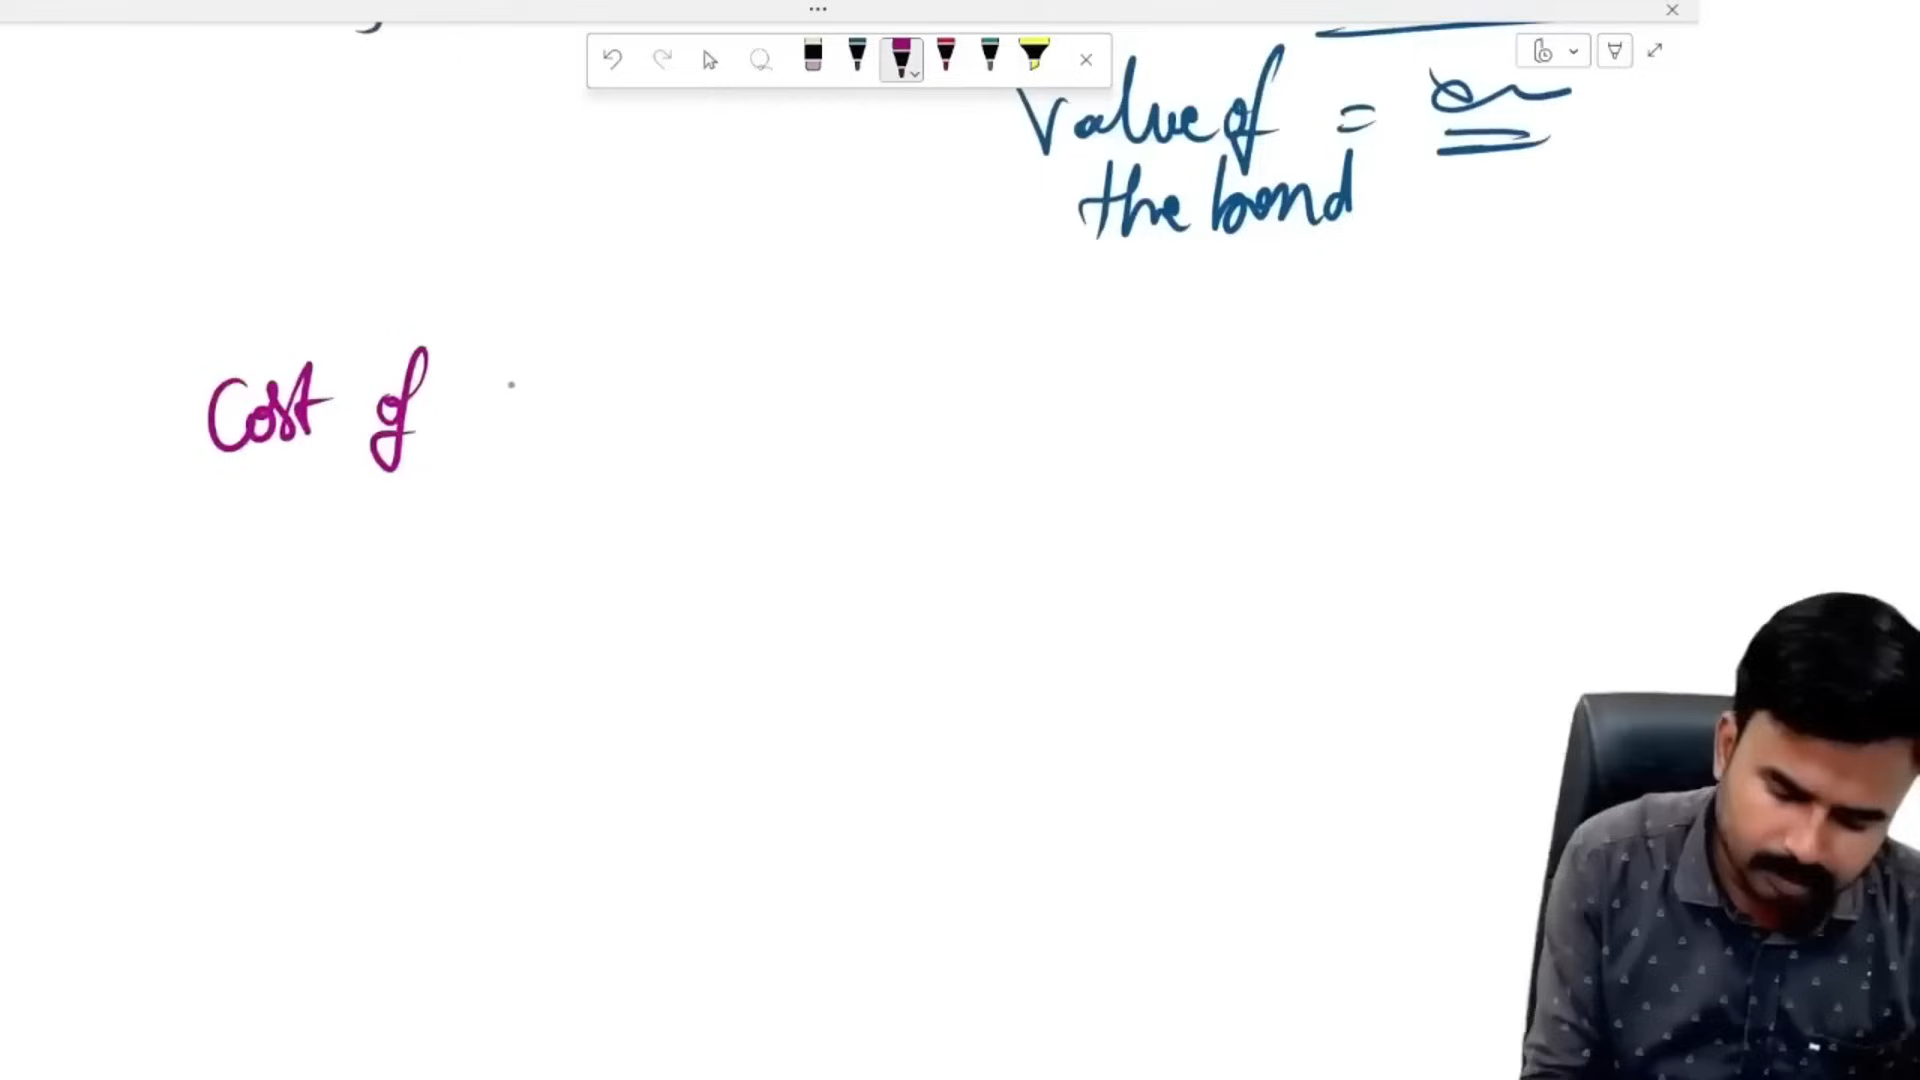 Value of =
the bond
Cost of